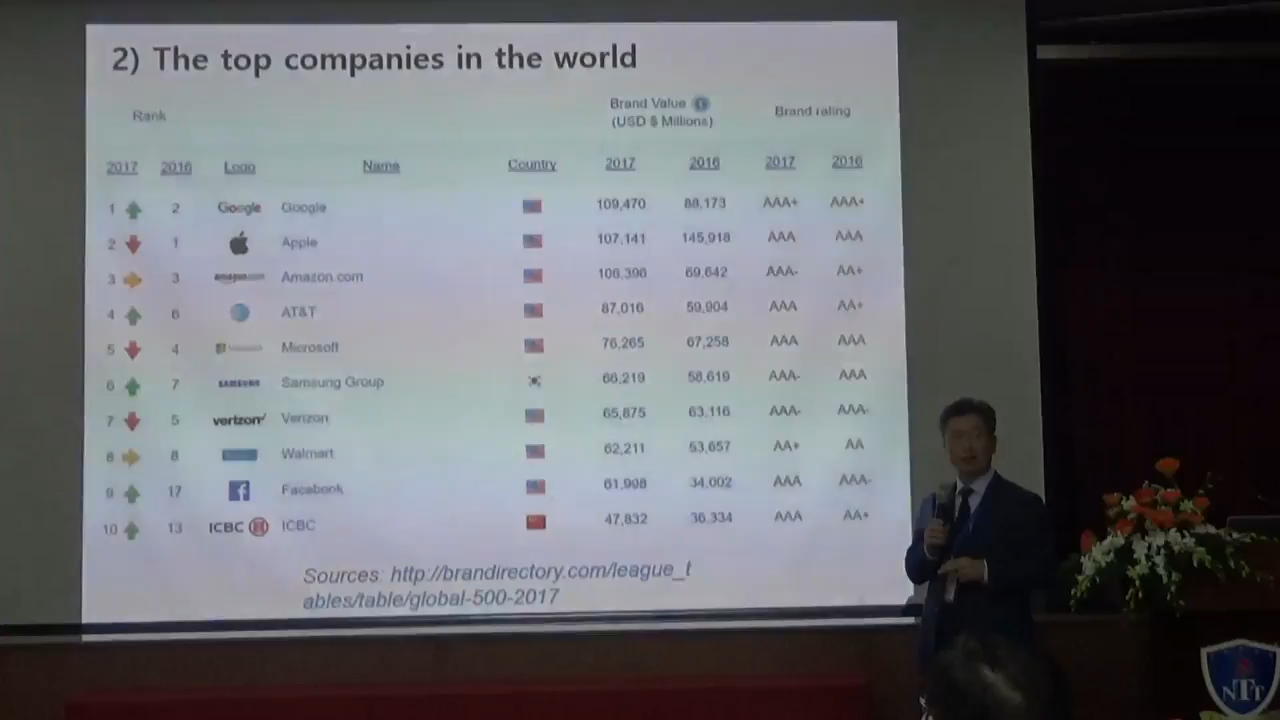 2) The top companies in the world
Rank Brand Value (USD $ Millions) Brand rating
2017 2016 Logo Name Country 2017 2016 2017 2016
1 2 Google Google 109,470 88,173 AAA+ AAA+
2 1 Apple 107,141 145,918 AAA AAA
3 3 amazon.com Amazon.com 106,396 69,642 AAA- AA+
4 6 AT&T 87,016 59,904 AAA AA+
5 4 Microsoft 76,265 67,258 AAA AAA
6 7 SAMSUNG Samsung Group 66,219 58,619 AAA- AAA
7 5 verizon Verizon 65,875 63,116 AAA- AAA-
8 8 Walmart 62,211 53,657 AA+ AA
9 17 f Facebook 61,998 34,002 AAA AAA-
10 13 ICBC ICBC 47,832 36,334 AAA AA+
Sources: http://brandirectory.com/league_t
ables/table/global-500-2017
NTT